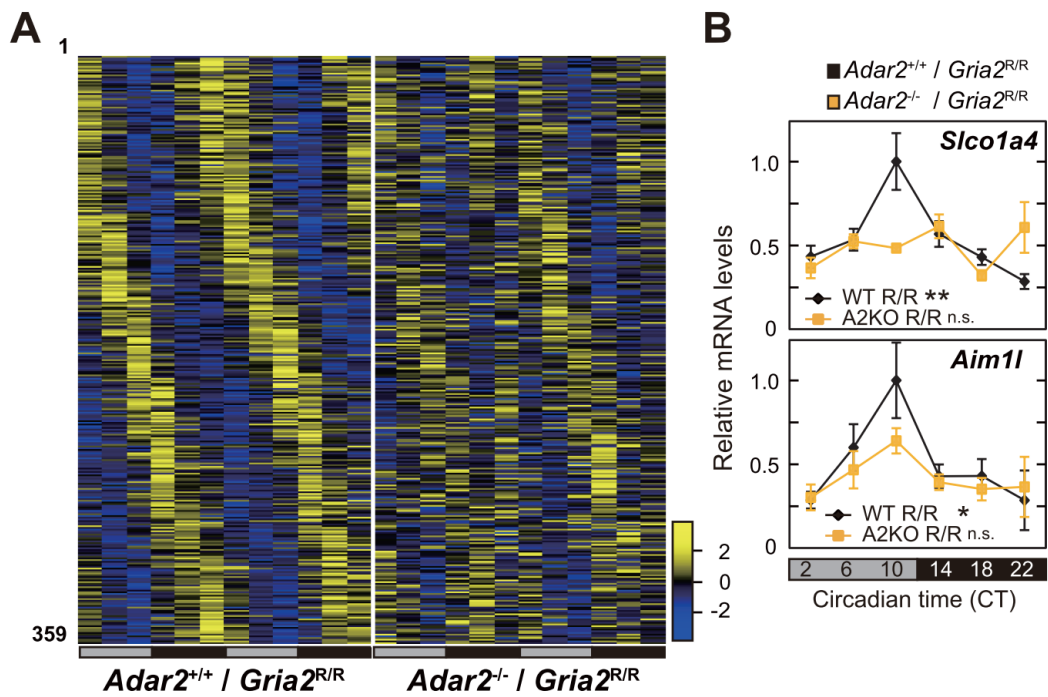 A
1
359
2
0
-2
Adar2+/+ / Gria2R/R
Adar2-/- / Gria2R/R
B
Adar2+/+ / Gria2R/R
Adar2-/- / Gria2R/R
Relative mRNA levels
Slco1a4
1.0
0.5
0
WT R/R **
A2KO R/R n.s.
Aim1l
1.0
0.5
0
WT R/R *
A2KO R/R n.s.
2 6 10 14 18 22
Circadian time (CT)